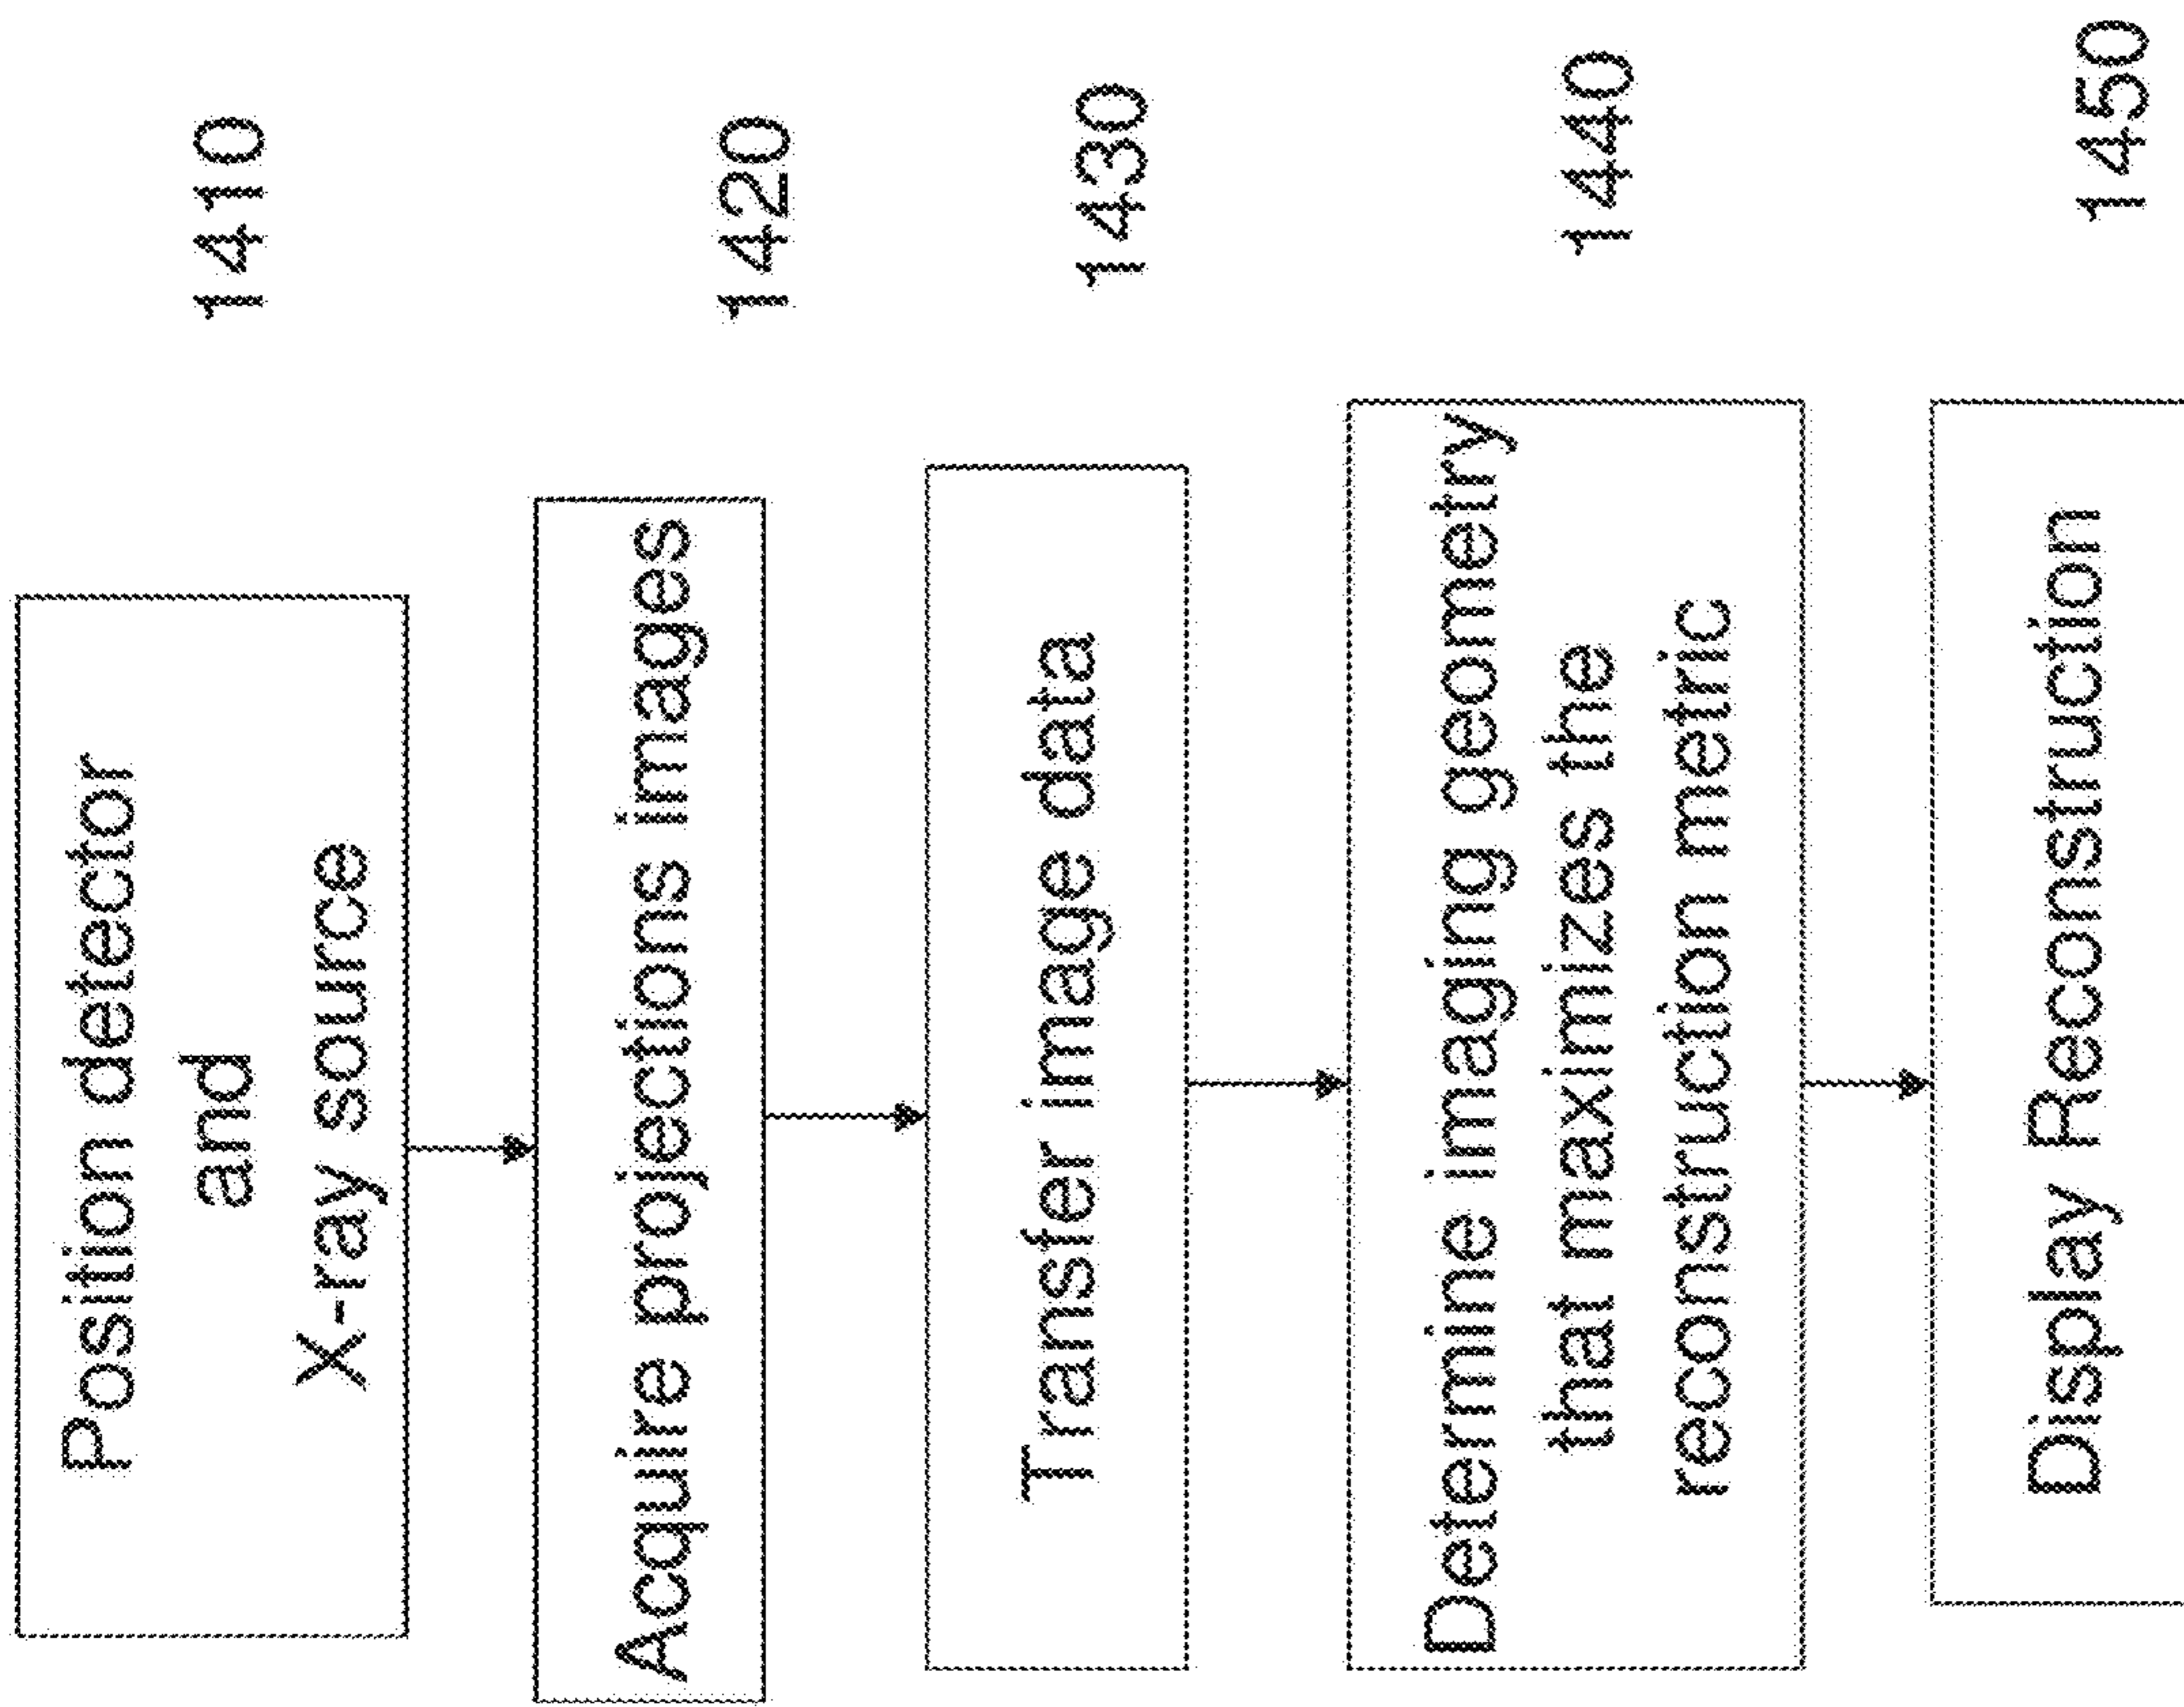 Position detector
and
X-ray source
1410
Acquire projections images
1420
Transfer image data
1430
Determine imaging geometry
that maximizes the
reconstruction metric
1440
Display Reconstruction
1450